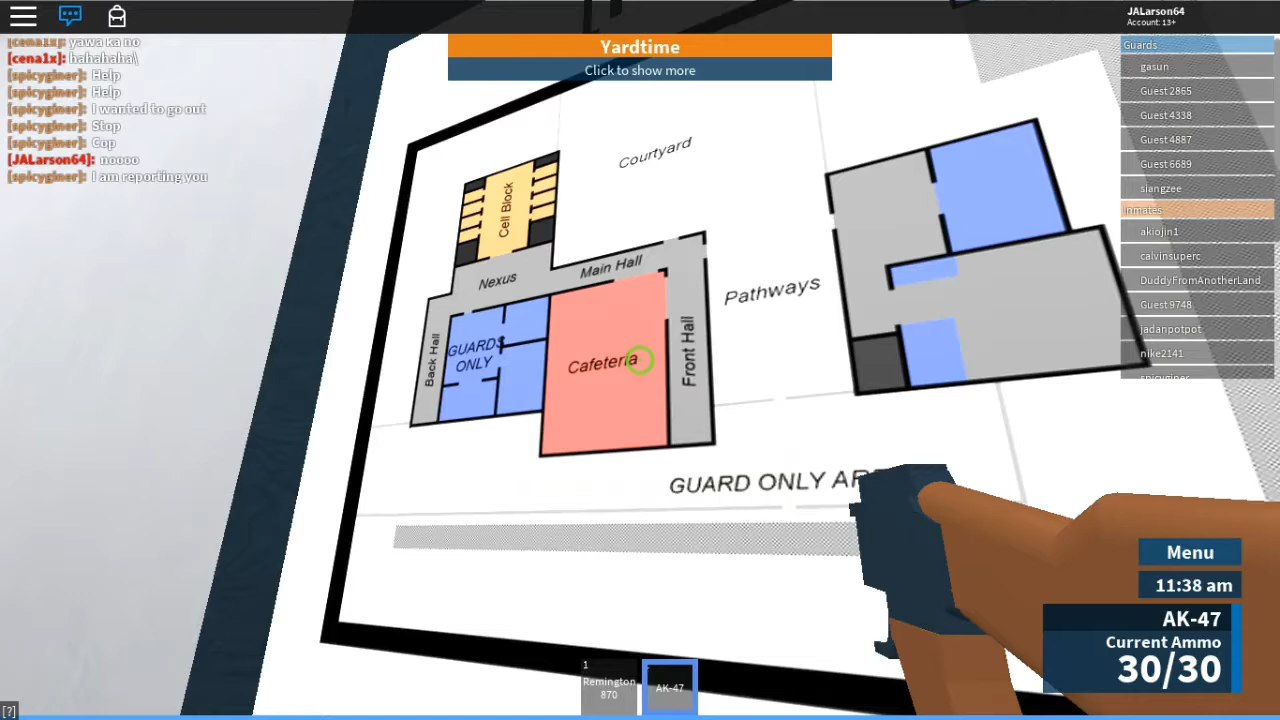 JALarson64
Account: 13+
[cena1x]: yawa ka no
[cena1x]: hahahaha\
[spicyginer]: Help
[spicyginer]: Help
[spicyginer]: I wanted to go out
[spicyginer]: Stop
[spicyginer]: Cop
[JALarson64]: noooo
[spicyginer]: I am reporting you
Yardtime
Click to show more
Guards
gasun
Guest 2865
Guest 4338
Guest 4887
Guest 6689
siangzee
Inmates
akiojin1
calvinsuperc
DuddyFromAnotherLand
Guest 9748
jadanpotpot
nike2141
spicyginer
Courtyard
Cell Block
Nexus
Main Hall
Pathways
Back Hall
GUARDS
ONLY
Cafeteria
Front Hall
GUARD ONLY
Menu
11:38 am
AK-47
Current Ammo
30/30
1
Remington
870
AK-47
[?]